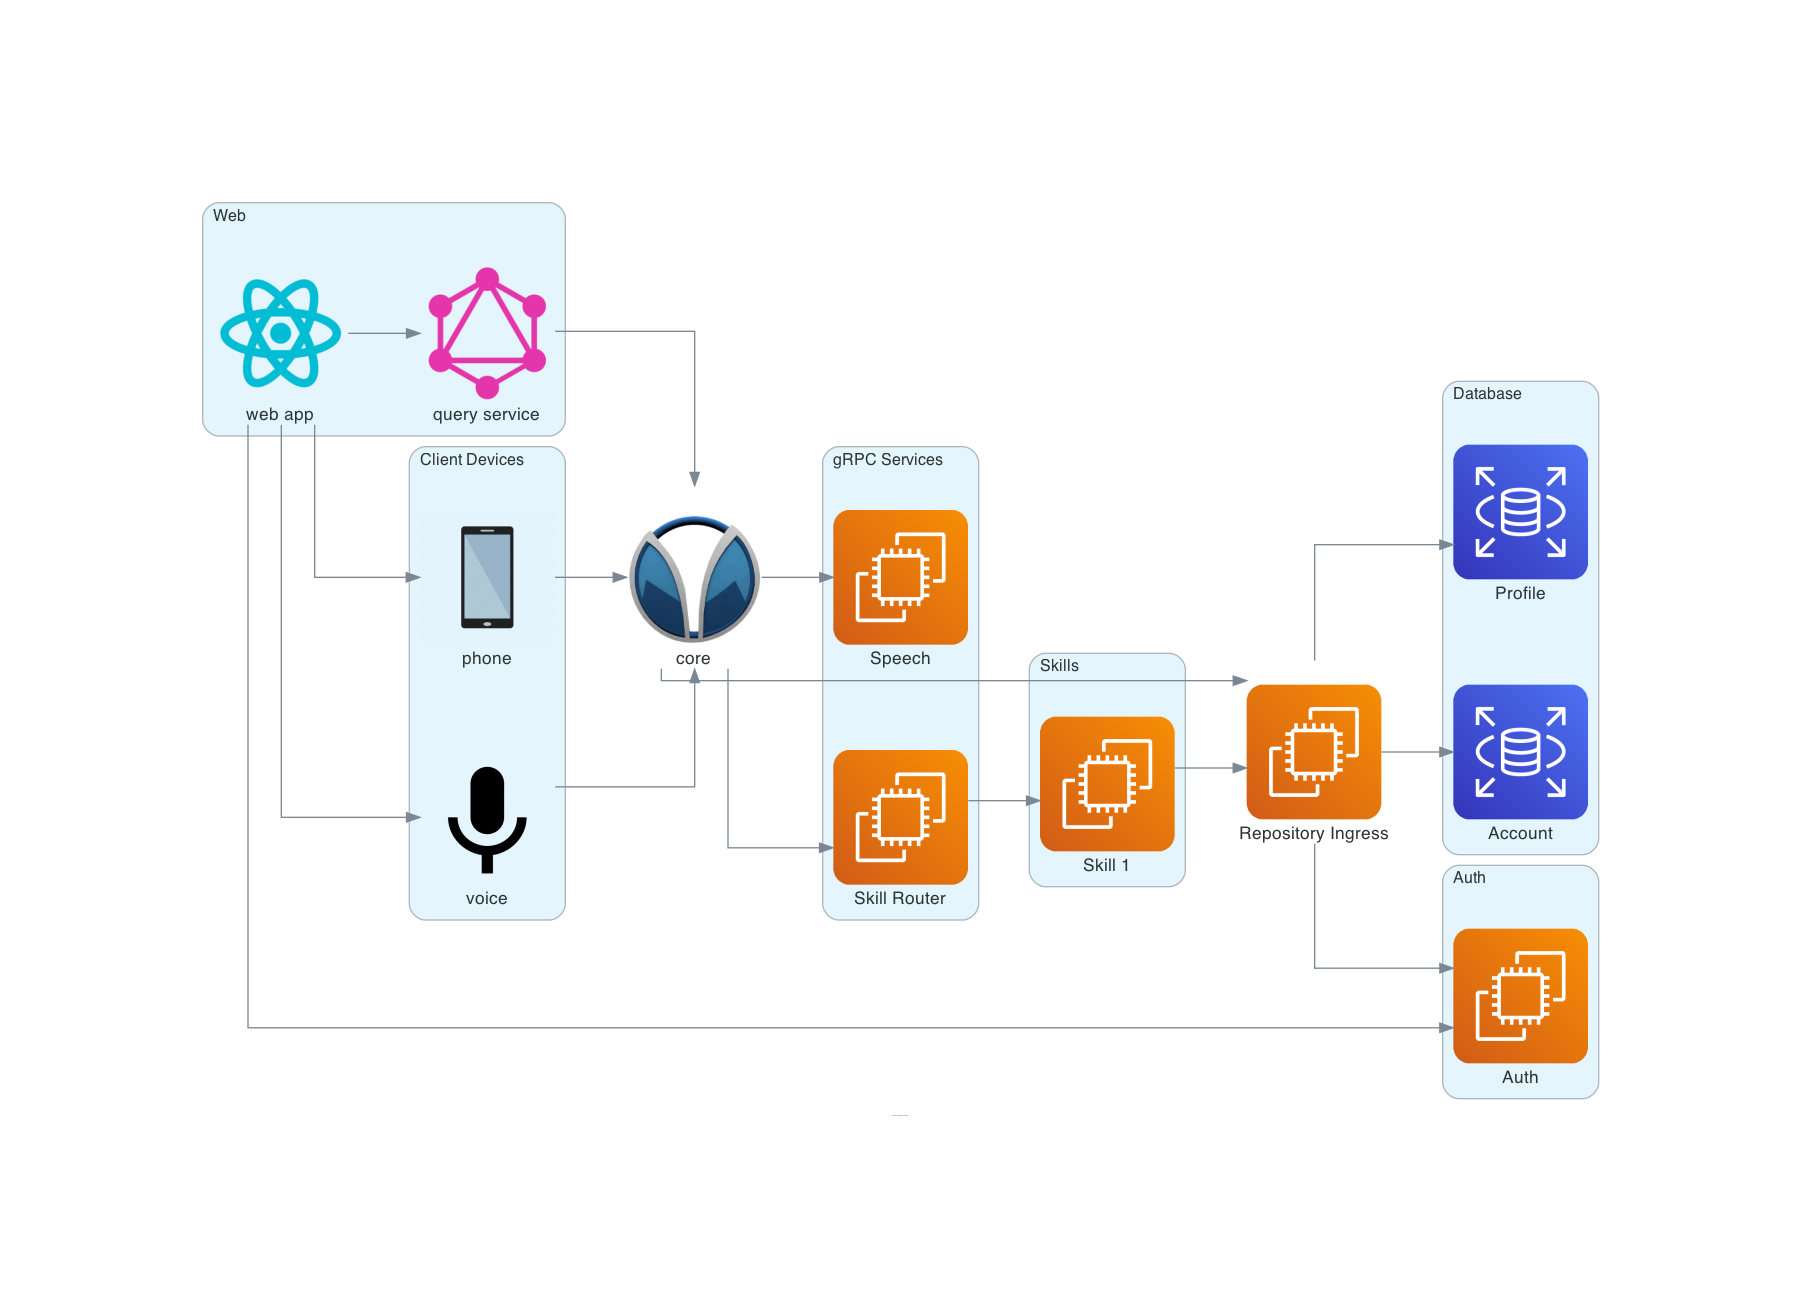 Web
web app
query service
Client Devices
phone
voice
core
gRPC Services
Speech
Skill Router
Skills
Skill 1
Repository Ingress
Database
Profile
Account
Auth
Auth